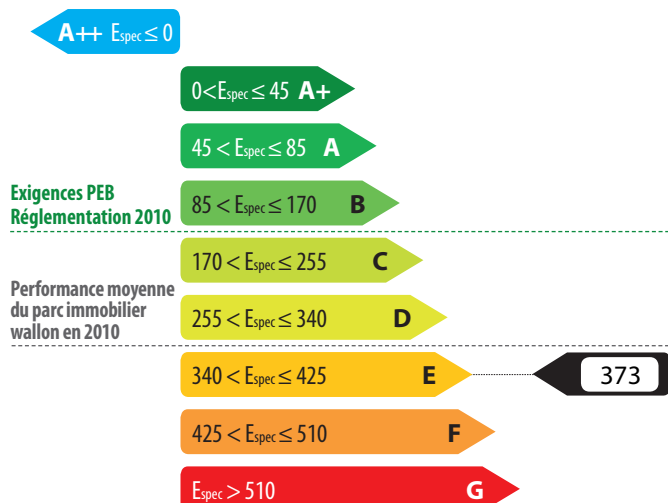 A++ Espec ≤ 0
0 < Espec ≤ 45 A+
45 < Espec ≤ 85 A
Exigences PEB
Réglementation 2010
85 < Espec ≤ 170 B
170 < Espec ≤ 255 C
Performance moyenne
du parc immobilier
wallon en 2010
255 < Espec ≤ 340 D
340 < Espec ≤ 425 E
373
425 < Espec ≤ 510 F
Espec > 510 G